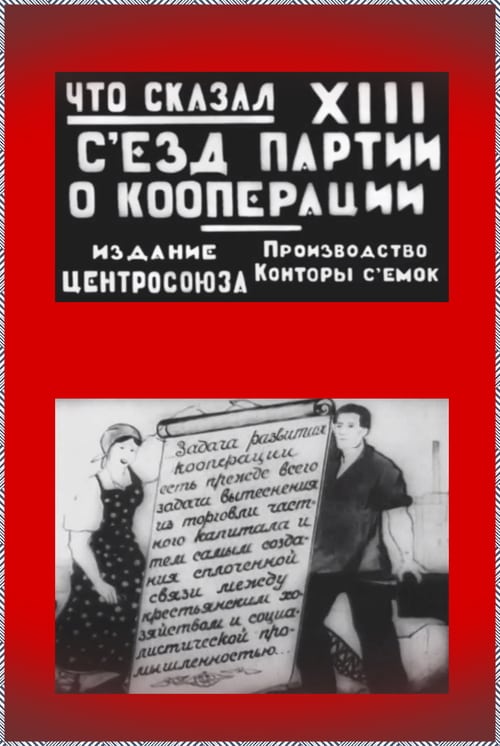 ЧТО СКАЗАЛ XIII
С'ЕЗД ПАРТИИ
О КООПЕРАЦИИ
ИЗДАНИЕ
ЦЕНТРОСОЮЗА
ПРОИЗВОДСТВО
КОНТОРЫ С'ЕМОК
Задача развития
кооперации
есть прежде всего
задача вытеснения
из торговли част-
ного капитала и
тем самым созда-
ния сплоченной
связи между
крестьянским хо-
зяйством и социа-
листической про-
мышленностью...